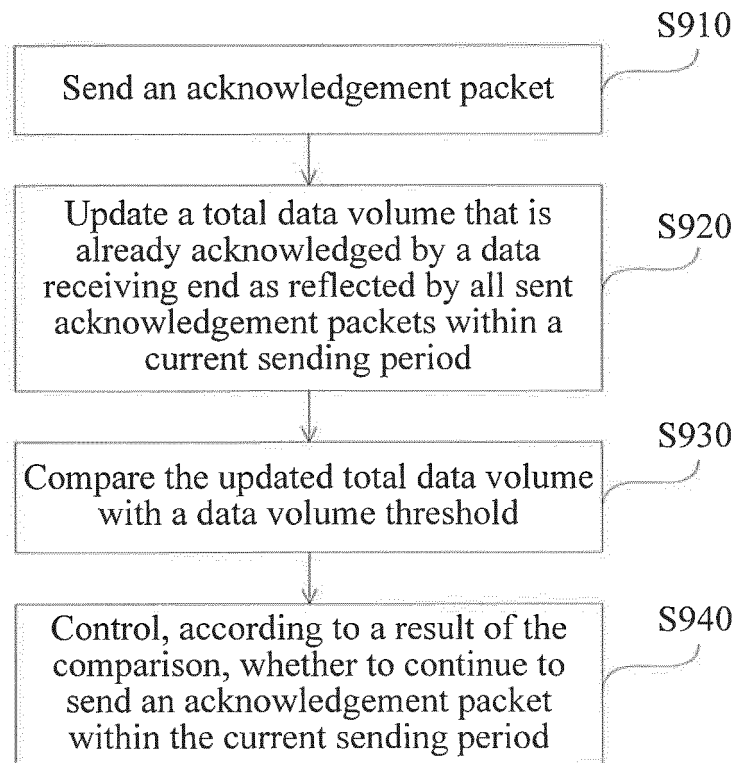 S910
Send an acknowledgement packet
S920
Update a total data volume that is
already acknowledged by a data
receiving end as reflected by all sent
acknowledgement packets within a
current sending period
S930
Compare the updated total data volume
with a data volume threshold
S940
Control, according to a result of the
comparison, whether to continue to
send an acknowledgement packet
within the current sending period